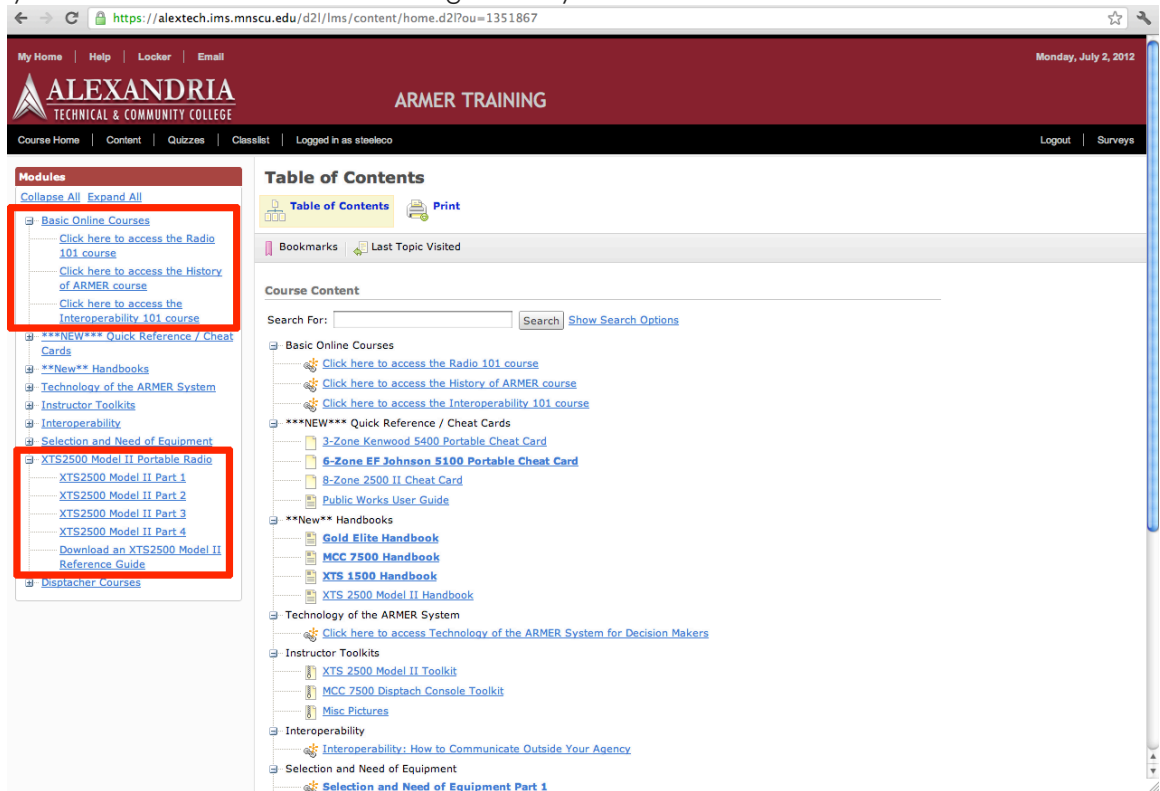 https://alextech.ims.mnscu.edu/d2l/lms/content/home.d2l?ou=1351867
My Home | Help | Locker | Email
Monday, July 2, 2012
ALEXANDRIA
TECHNICAL & COMMUNITY COLLEGE
ARMER TRAINING
Course Home | Content | Quizzes | Classlist | Logged in as steeleco
Logout | Surveys
Modules
Collapse All Expand All
Basic Online Courses
Click here to access the Radio
101 course
Click here to access the History
of ARMER course
Click here to access the
Interoperability 101 course
***NEW*** Quick Reference / Cheat
Cards
**New** Handbooks
Technology of the ARMER System
Instructor Toolkits
Interoperability
Selection and Need of Equipment
XTS2500 Model II Portable Radio
XTS2500 Model II Part 1
XTS2500 Model II Part 2
XTS2500 Model II Part 3
XTS2500 Model II Part 4
Download an XTS2500 Model II
Reference Guide
Disptacher Courses
Table of Contents
Table of Contents Print
Bookmarks Last Topic Visited
Course Content
Search For: Search Show Search Options
Basic Online Courses
Click here to access the Radio 101 course
Click here to access the History of ARMER course
Click here to access the Interoperability 101 course
***NEW*** Quick Reference / Cheat Cards
3-Zone Kenwood 5400 Portable Cheat Card
6-Zone EF Johnson 5100 Portable Cheat Card
8-Zone 2500 II Cheat Card
Public Works User Guide
**New** Handbooks
Gold Elite Handbook
MCC 7500 Handbook
XTS 1500 Handbook
XTS 2500 Model II Handbook
Technology of the ARMER System
Click here to access Technology of the ARMER System for Decision Makers
Instructor Toolkits
XTS 2500 Model II Toolkit
MCC 7500 Disptach Console Toolkit
Misc Pictures
Interoperability
Interoperability: How to Communicate Outside Your Agency
Selection and Need of Equipment
Selection and Need of Equipment Part 1